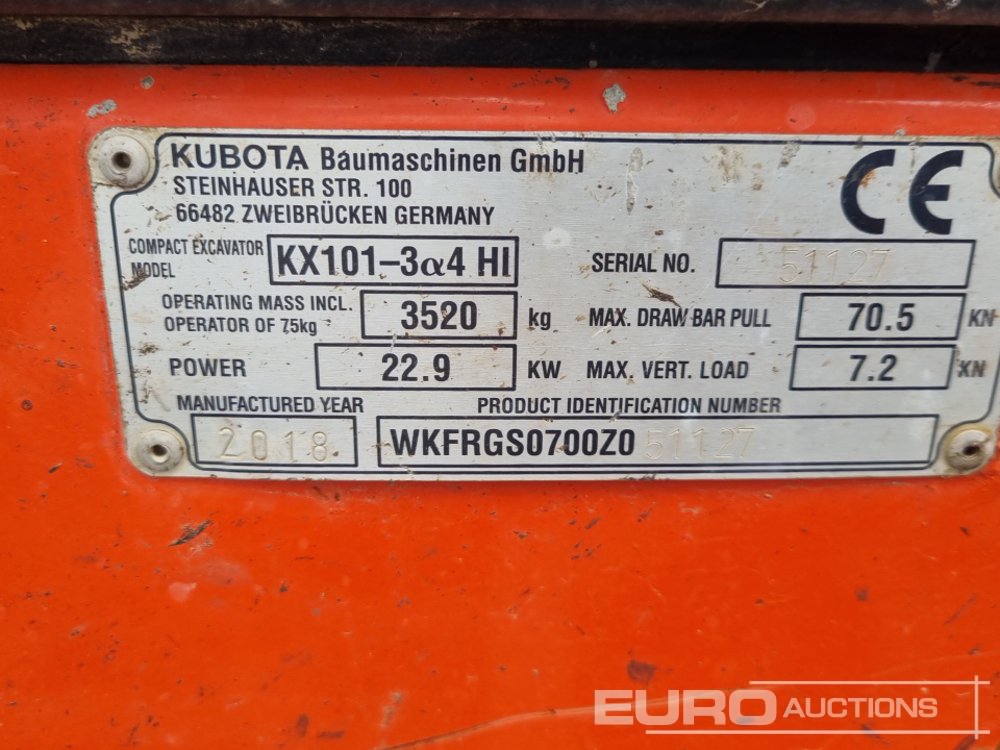 KUBOTA Baumaschinen GmbH
STEINHAUSER STR. 100
66482 ZWEIBRÜCKEN GERMANY
CE
COMPACT EXCAVATOR MODEL KX101-3α4 HI SERIAL NO. 51127
OPERATING MASS INCL. OPERATOR OF 75kg 3520 kg MAX. DRAW BAR PULL 70.5 KN
POWER 22.9 KW MAX. VERT. LOAD 7.2 KN
MANUFACTURED YEAR PRODUCT IDENTIFICATION NUMBER
2018 WKFRGS0700Z051127
EURO AUCTIONS